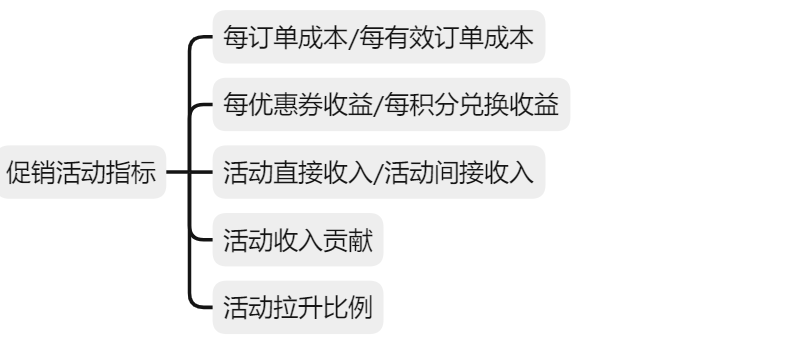 促销活动指标
每订单成本/每有效订单成本
每优惠券收益/每积分兑换收益
活动直接收入/活动间接收入
活动收入贡献
活动拉升比例